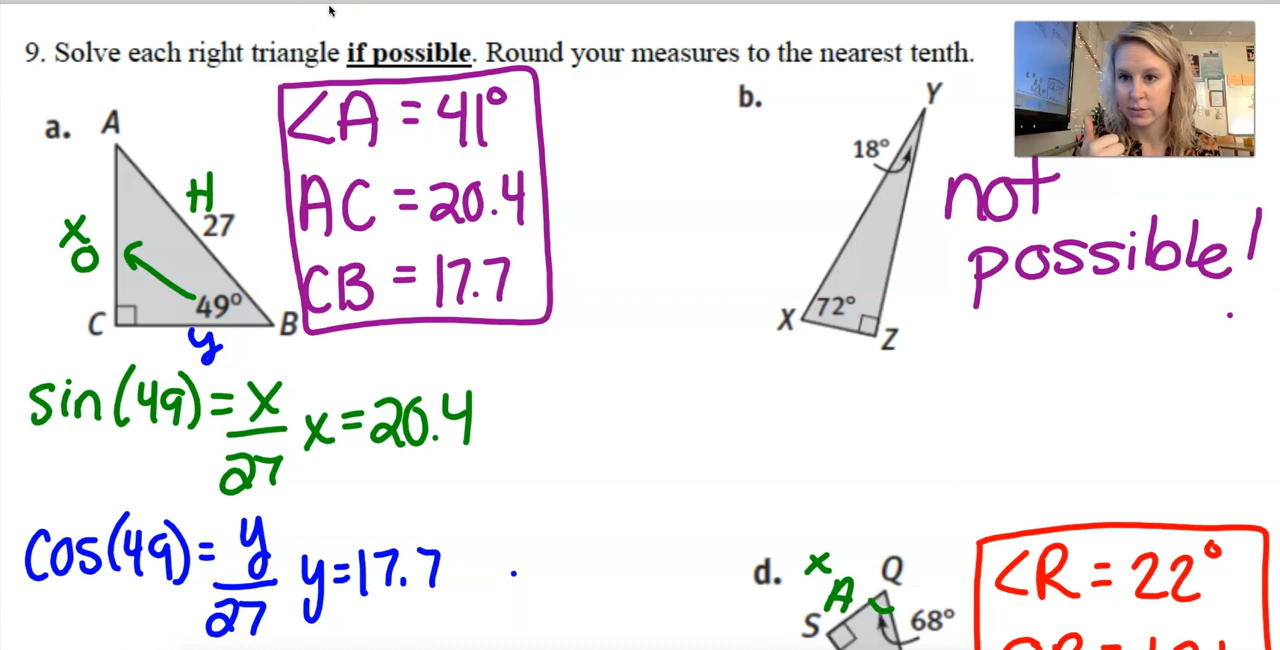 9. Solve each right triangle if possible. Round your measures to the nearest tenth.
a.
A
H
27
x
O
49°
C
B
y
∠A = 41°
AC = 20.4
CB = 17.7
sin(49) = x/27 x = 20.4
cos(49) = y/27 y = 17.7
b.
Y
18°
X
72°
Z
not
possible!
d.
x
A
Q
S
68°
∠R = 22°